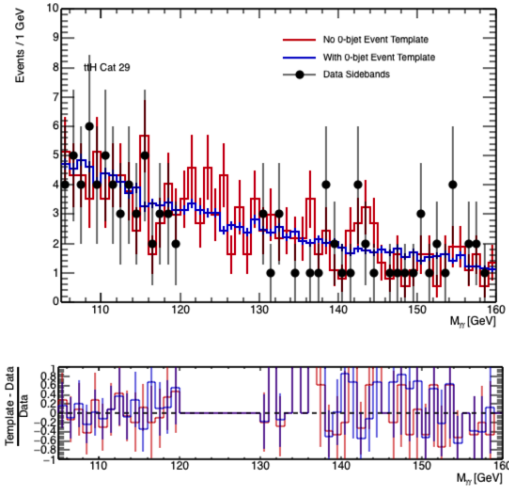 Events / 1 GeV
10
9
8
7
6
5
4
3
2
1
0
ttH Cat 29
No 0-bjet Event Template
With 0-bjet Event Template
Data Sidebands
110 120 130 140 150 160
Mγγ [GeV]
Template - Data
Data
1
0.8
0.6
0.4
0.2
0
−0.2
−0.4
−0.6
−0.8
−1
110 120 130 140 150 160
Mγγ [GeV]